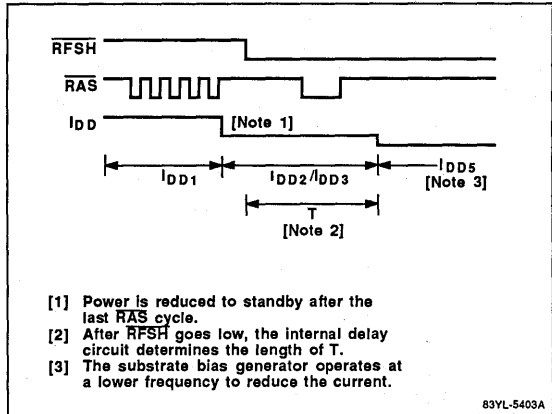 RFSH
RAS
IDD
[Note 1]
IDD1
IDD2/IDD3
IDD5
[Note 3]
T
[Note 2]
[1] Power is reduced to standby after the
last RAS cycle.
[2] After RFSH goes low, the internal delay
circuit determines the length of T.
[3] The substrate bias generator operates at
a lower frequency to reduce the current.
83YL-5403A